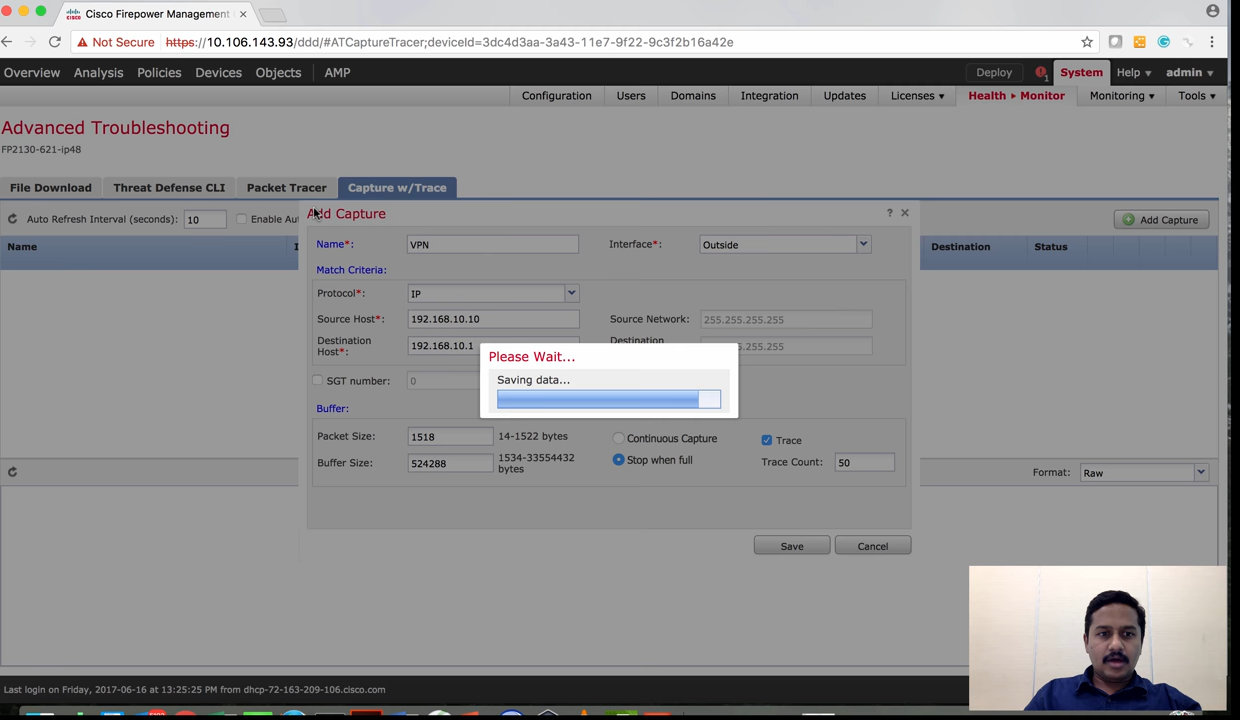 Cisco Firepower Management
Not Secure https://10.106.143.93/ddd/#ATCaptureTracer;deviceId=3dc4d3aa-3a43-11e7-9f22-9c3f2b16a42e
Overview Analysis Policies Devices Objects AMP Deploy 1 System Help admin
Configuration Users Domains Integration Updates Licenses Health Monitor Monitoring Tools
Advanced Troubleshooting
FP2130-621-ip48
File Download Threat Defense CLI Packet Tracer Capture w/Trace
Auto Refresh Interval (seconds): 10 Enable Aut Add Capture ? Add Capture
Name I Destination Status
Name*: VPN Interface*: Outside
Match Criteria:
Protocol*: IP
Source Host*: 192.168.10.10 Source Network: 255.255.255.255
Destination Host*: 192.168.10.1 Destination .255.255
Please Wait...
Saving data...
SGT number: 0
Buffer:
Packet Size: 1518 14-1522 bytes Continuous Capture Trace
Buffer Size: 524288 1534-33554432 bytes Stop when full Trace Count: 50
Format: Raw
Save Cancel
Last login on Friday, 2017-06-16 at 13:25:25 PM from dhcp-72-163-209-106.cisco.com